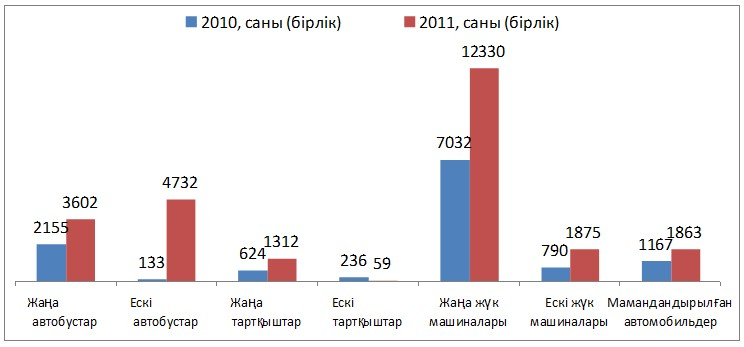 2010, саны (бірлік) 2011, саны (бірлік)
12330
7032
4732
3602
2155
133
624
1312
236
59
790
1875
1167
1863
Жаңа автобустар
Ескі автобустар
Жаңа тартқыштар
Ескі тартқыштар
Жаңа жүк машиналары
Ескі жүк машиналары
Мамандандырылған автомобильдер